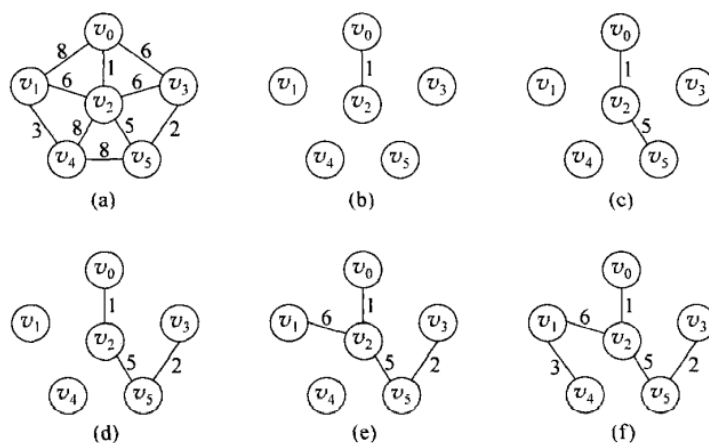 v₀ v₀ v₀
8 6
1 1 1
v₁ 6 6 v₃ v₁ v₃ v₁ v₃
v₂ v₂ v₂
3 8 5 2 5
v₄ 8 v₅ v₄ v₅ v₄ v₅
(a) (b) (c)
v₀ v₀ v₀
1 1 1
v₁ v₃ v₁ 6 v₃ v₁ 6 v₃
v₂ v₂ v₂
5 2 5 2 3 5 2
v₄ v₅ v₄ v₅ v₄ v₅
(d) (e) (f)